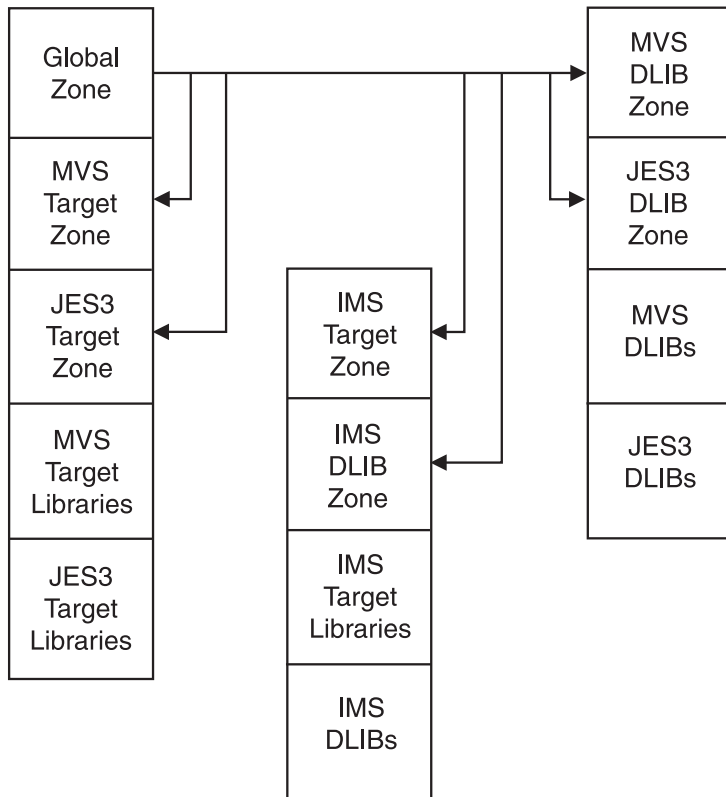 Global
Zone
MVS
Target
Zone
JES3
Target
Zone
MVS
Target
Libraries
JES3
Target
Libraries
IMS
Target
Zone
IMS
DLIB
Zone
IMS
Target
Libraries
IMS
DLIBs
MVS
DLIB
Zone
JES3
DLIB
Zone
MVS
DLIBs
JES3
DLIBs